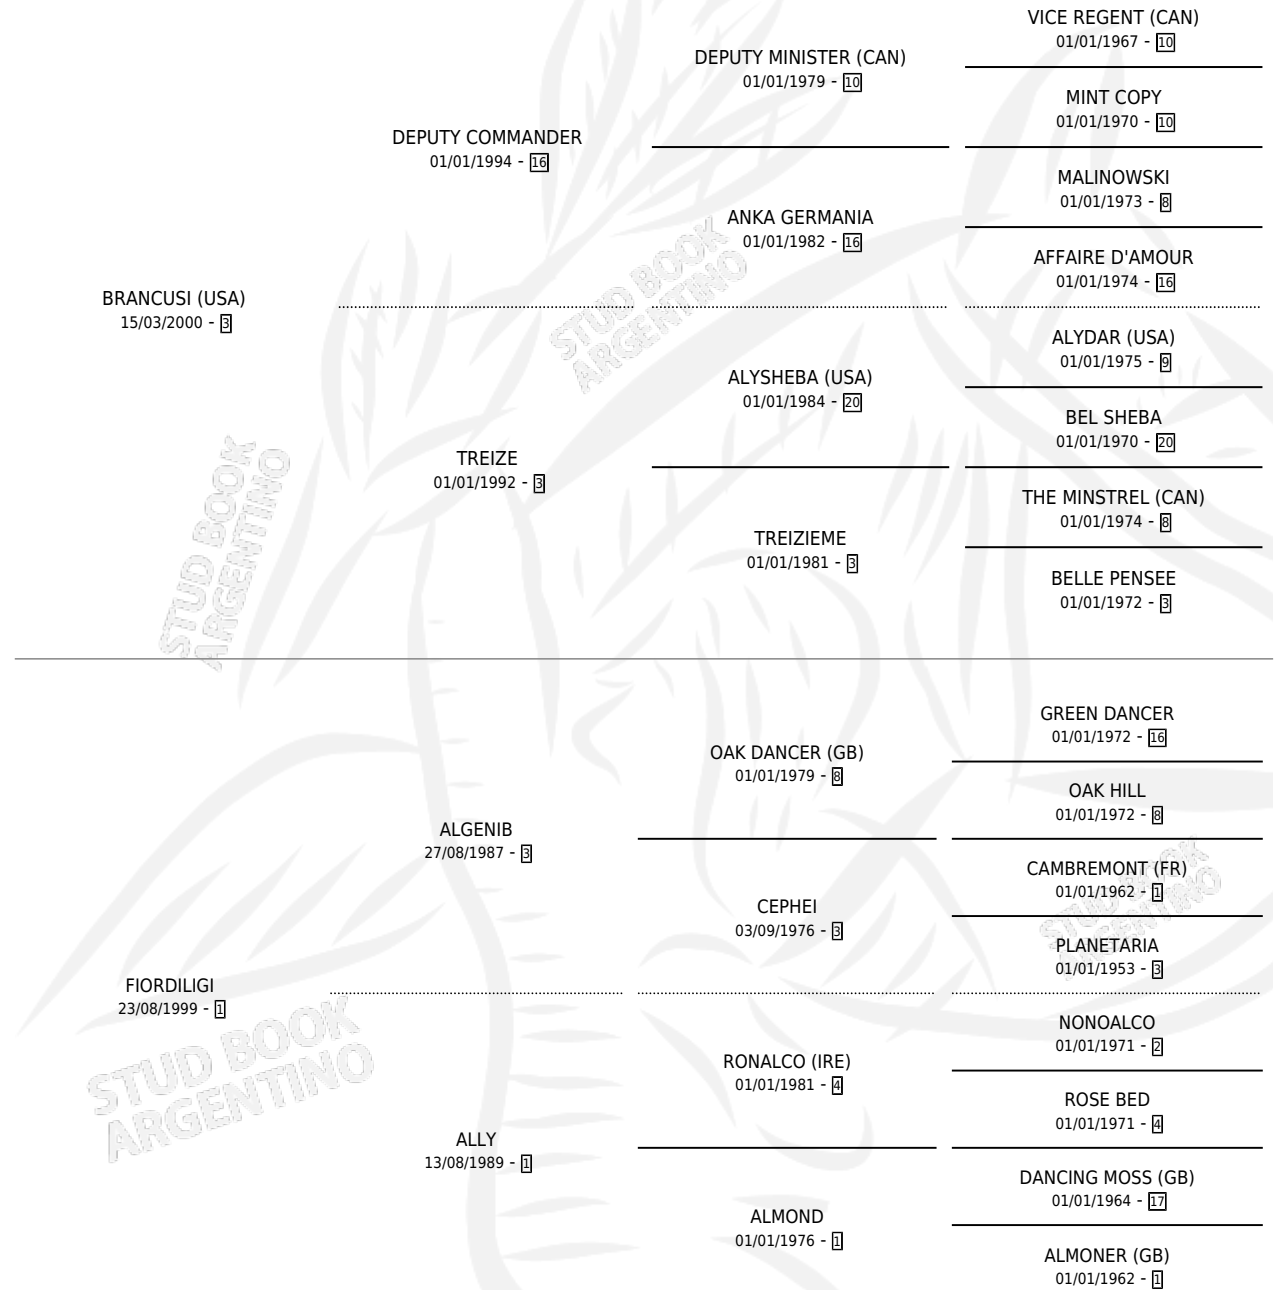 VICE REGENT (CAN)
01/01/1967 - 10
DEPUTY MINISTER (CAN)
01/01/1979 - 10
MINT COPY
01/01/1970 - 10
DEPUTY COMMANDER
01/01/1994 - 16
MALINOWSKI
01/01/1973 - 8
ANKA GERMANIA
01/01/1982 - 16
AFFAIRE D'AMOUR
01/01/1974 - 16
BRANCUSI (USA)
15/03/2000 - 3
STUD BOOK
ARGENTINO
ALYDAR (USA)
01/01/1975 - 9
ALYSHEBA (USA)
01/01/1984 - 20
BEL SHEBA
01/01/1970 - 20
TREIZE
01/01/1992 - 3
THE MINSTREL (CAN)
01/01/1974 - 8
TREIZIEME
01/01/1981 - 3
BELLE PENSEE
01/01/1972 - 3
STUD BOOK
ARGENTINO
GREEN DANCER
01/01/1972 - 16
OAK DANCER (GB)
01/01/1979 - 8
OAK HILL
01/01/1972 - 8
ALGENIB
27/08/1987 - 3
CAMBREMONT (FR)
01/01/1962 - 1
CEPHEI
03/09/1976 - 3
PLANETARIA
01/01/1953 - 3
STUD BOOK
ARGENTINO
FIORDILIGI
23/08/1999 - 1
STUD BOOK
ARGENTINO
NONOALCO
01/01/1971 - 2
RONALCO (IRE)
01/01/1981 - 4
ROSE BED
01/01/1971 - 4
ALLY
13/08/1989 - 1
DANCING MOSS (GB)
01/01/1964 - 17
ALMOND
01/01/1976 - 1
ALMONER (GB)
01/01/1962 - 1